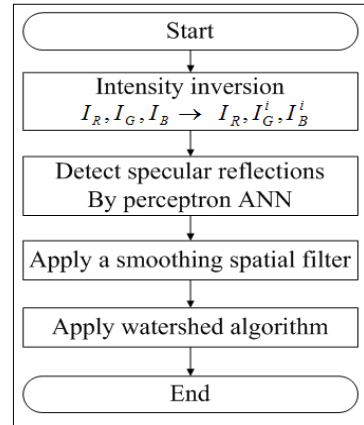 Start
Intensity inversion
I_R, I_G, I_B → I_R, I_G^i, I_B^i
Detect specular reflections
By perceptron ANN
Apply a smoothing spatial filter
Apply watershed algorithm
End